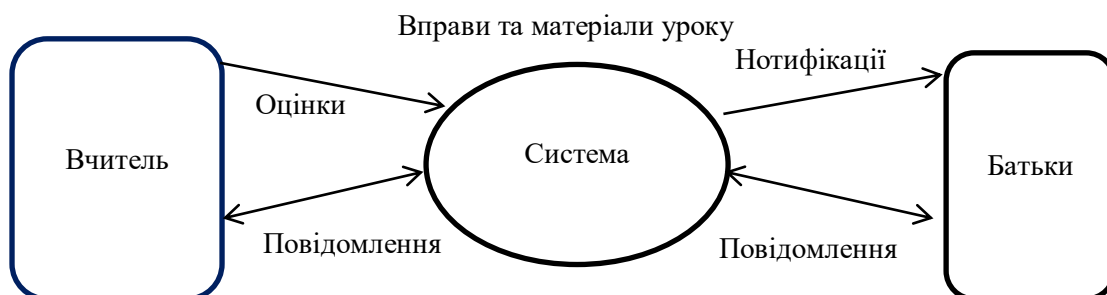 Вправи та матеріали уроку
Нотифікації
Оцінки
Вчитель
Система
Батьки
Повідомлення
Повідомлення